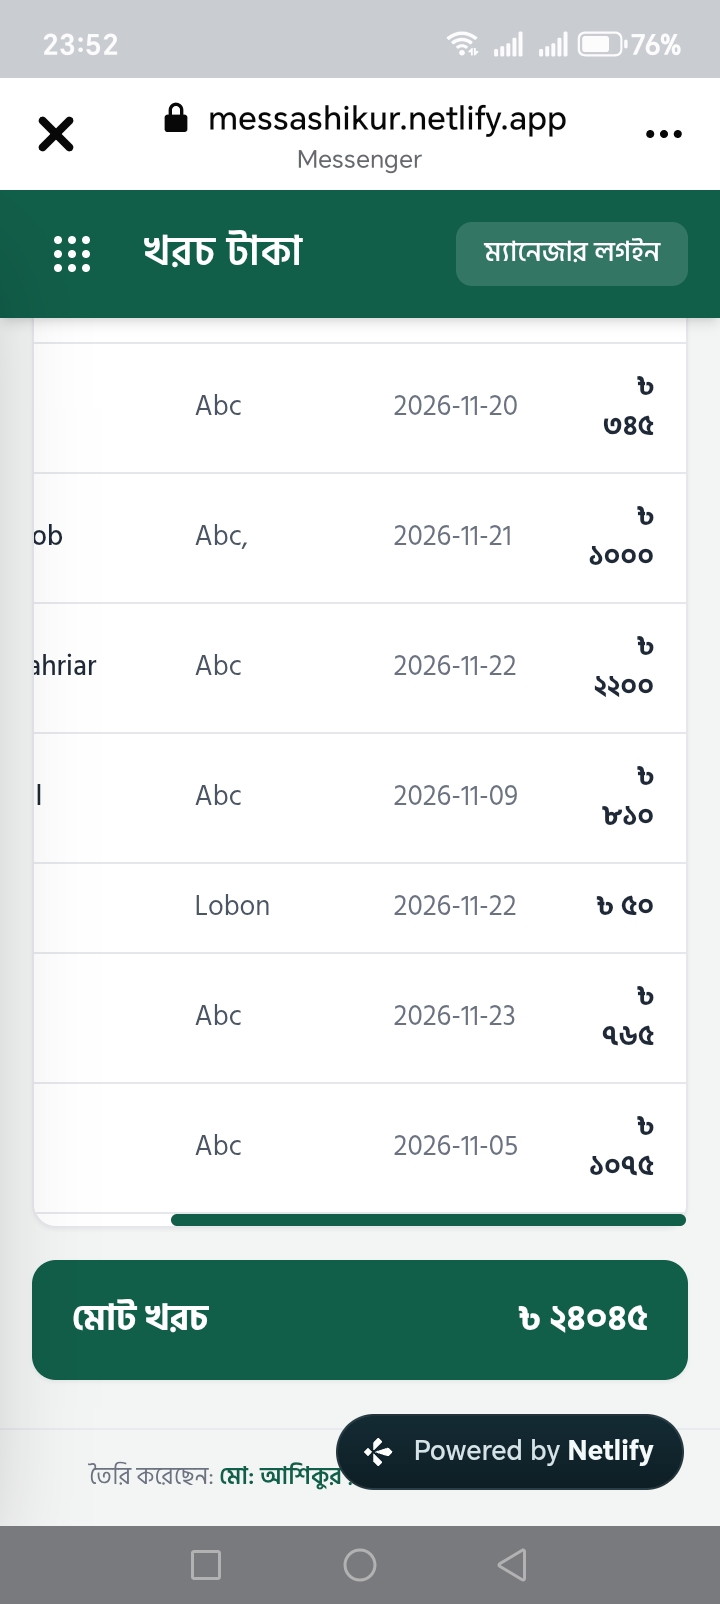 23:52
76%
messashikur.netlify.app
Messenger
খরচ টাকা
ম্যানেজার লগইন
Abc 2026-11-20 ৳ ৩৪৫
ob Abc, 2026-11-21 ৳ ১০০০
ahriar Abc 2026-11-22 ৳ ২২০০
l Abc 2026-11-09 ৳ ৮১০
Lobon 2026-11-22 ৳ ৫০
Abc 2026-11-23 ৳ ৭৬৫
Abc 2026-11-05 ৳ ১০৭৫
মোট খরচ ৳ ২৪০৪৫
তৈরি করেছেন: মো: আশিকুর
Powered by Netlify